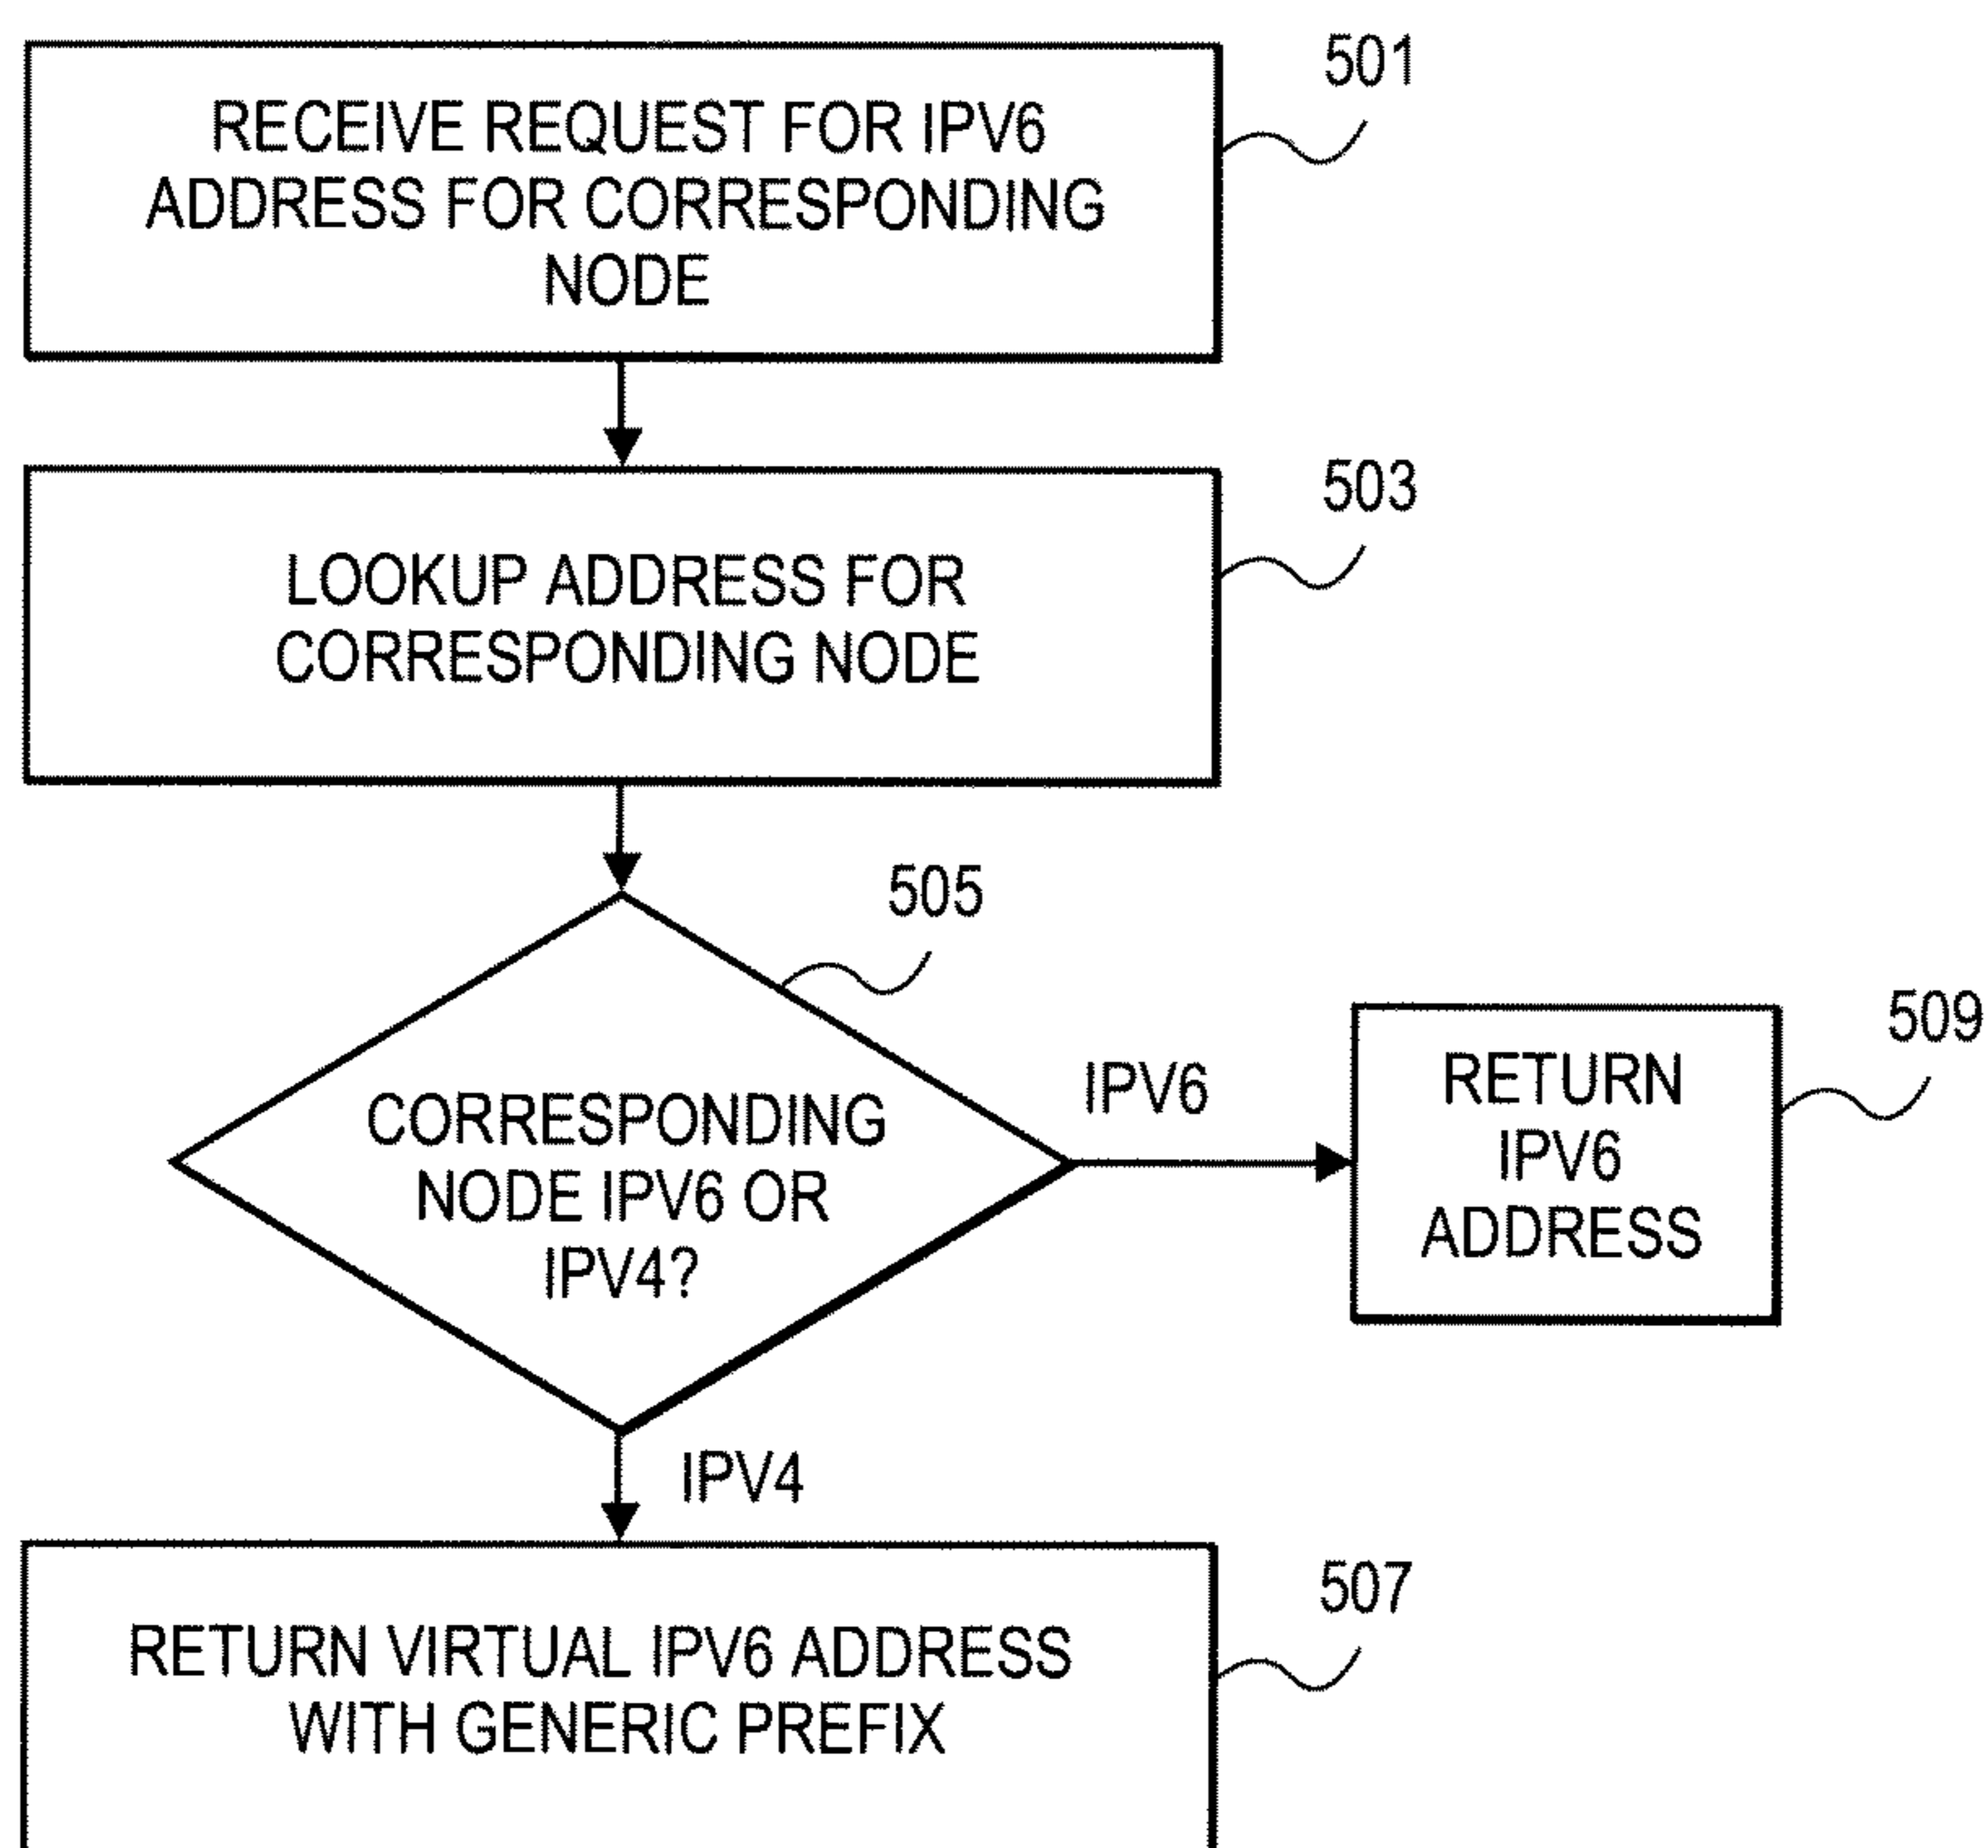 501
RECEIVE REQUEST FOR IPV6
ADDRESS FOR CORRESPONDING
NODE
503
LOOKUP ADDRESS FOR
CORRESPONDING NODE
505
CORRESPONDING
NODE IPV6 OR
IPV4?
IPV6
509
RETURN
IPV6
ADDRESS
IPV4
507
RETURN VIRTUAL IPV6 ADDRESS
WITH GENERIC PREFIX